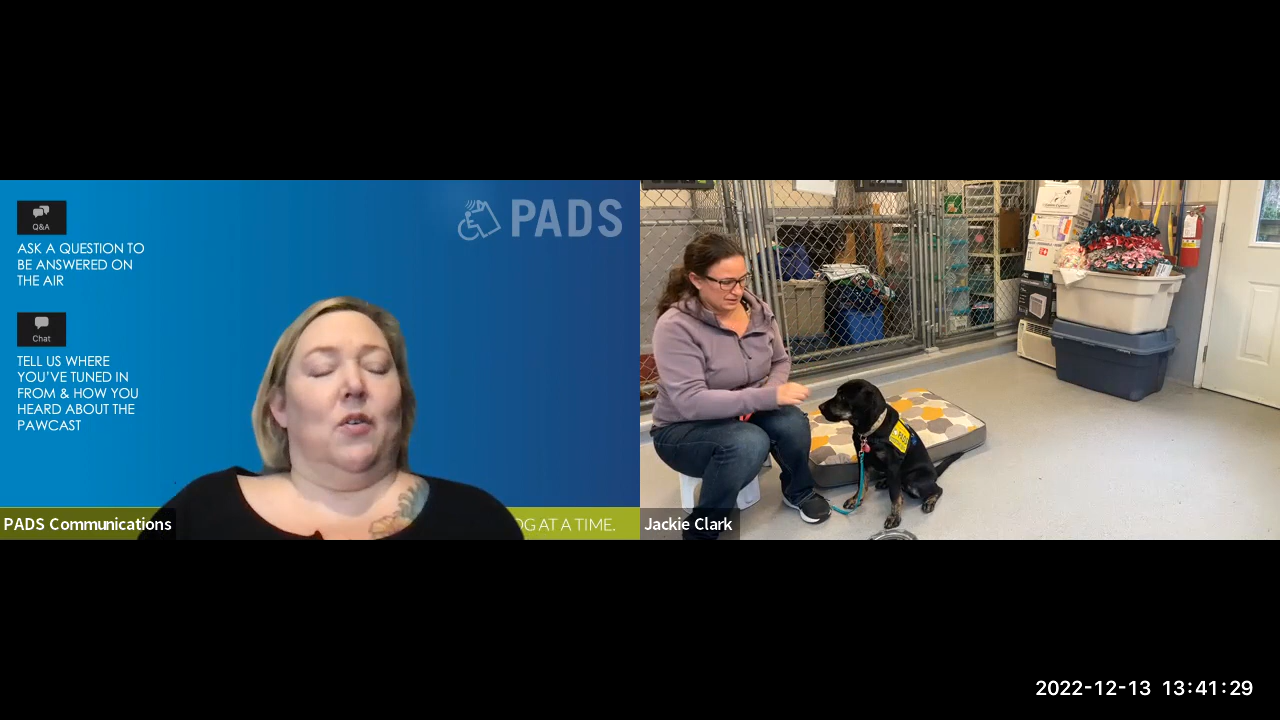 PADS
Q&A
ASK A QUESTION TO
BE ANSWERED ON
THE AIR
Chat
TELL US WHERE
YOU'VE TUNED IN
FROM & HOW YOU
HEARD ABOUT THE
PAWCAST
OG AT A TIME.
PADS Communications
Jackie Clark
2022-12-13 13:41:29